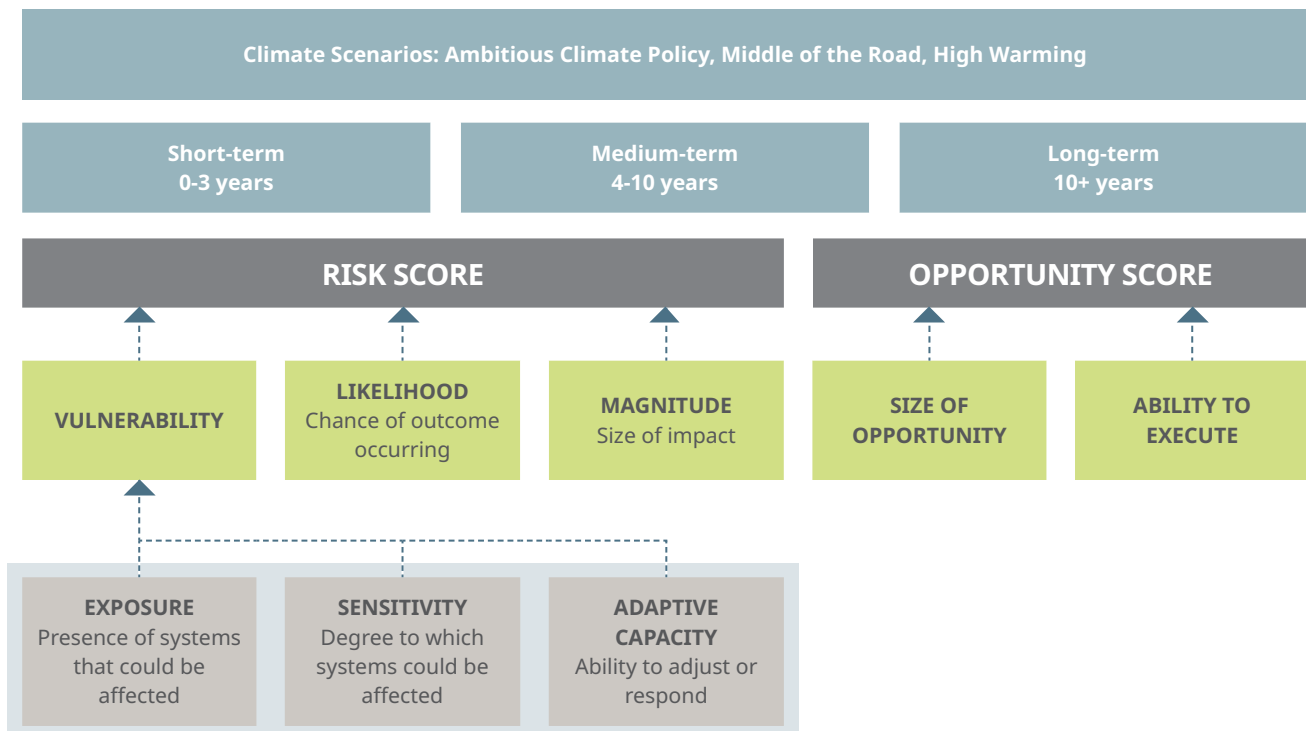 Climate Scenarios: Ambitious Climate Policy, Middle of the Road, High Warming
Short-term
0-3 years
Medium-term
4-10 years
Long-term
10+ years
RISK SCORE
OPPORTUNITY SCORE
VULNERABILITY
LIKELIHOOD
Chance of outcome
occurring
MAGNITUDE
Size of impact
SIZE OF
OPPORTUNITY
ABILITY TO
EXECUTE
EXPOSURE
Presence of systems
that could be
affected
SENSITIVITY
Degree to which
systems could be
affected
ADAPTIVE
CAPACITY
Ability to adjust or
respond